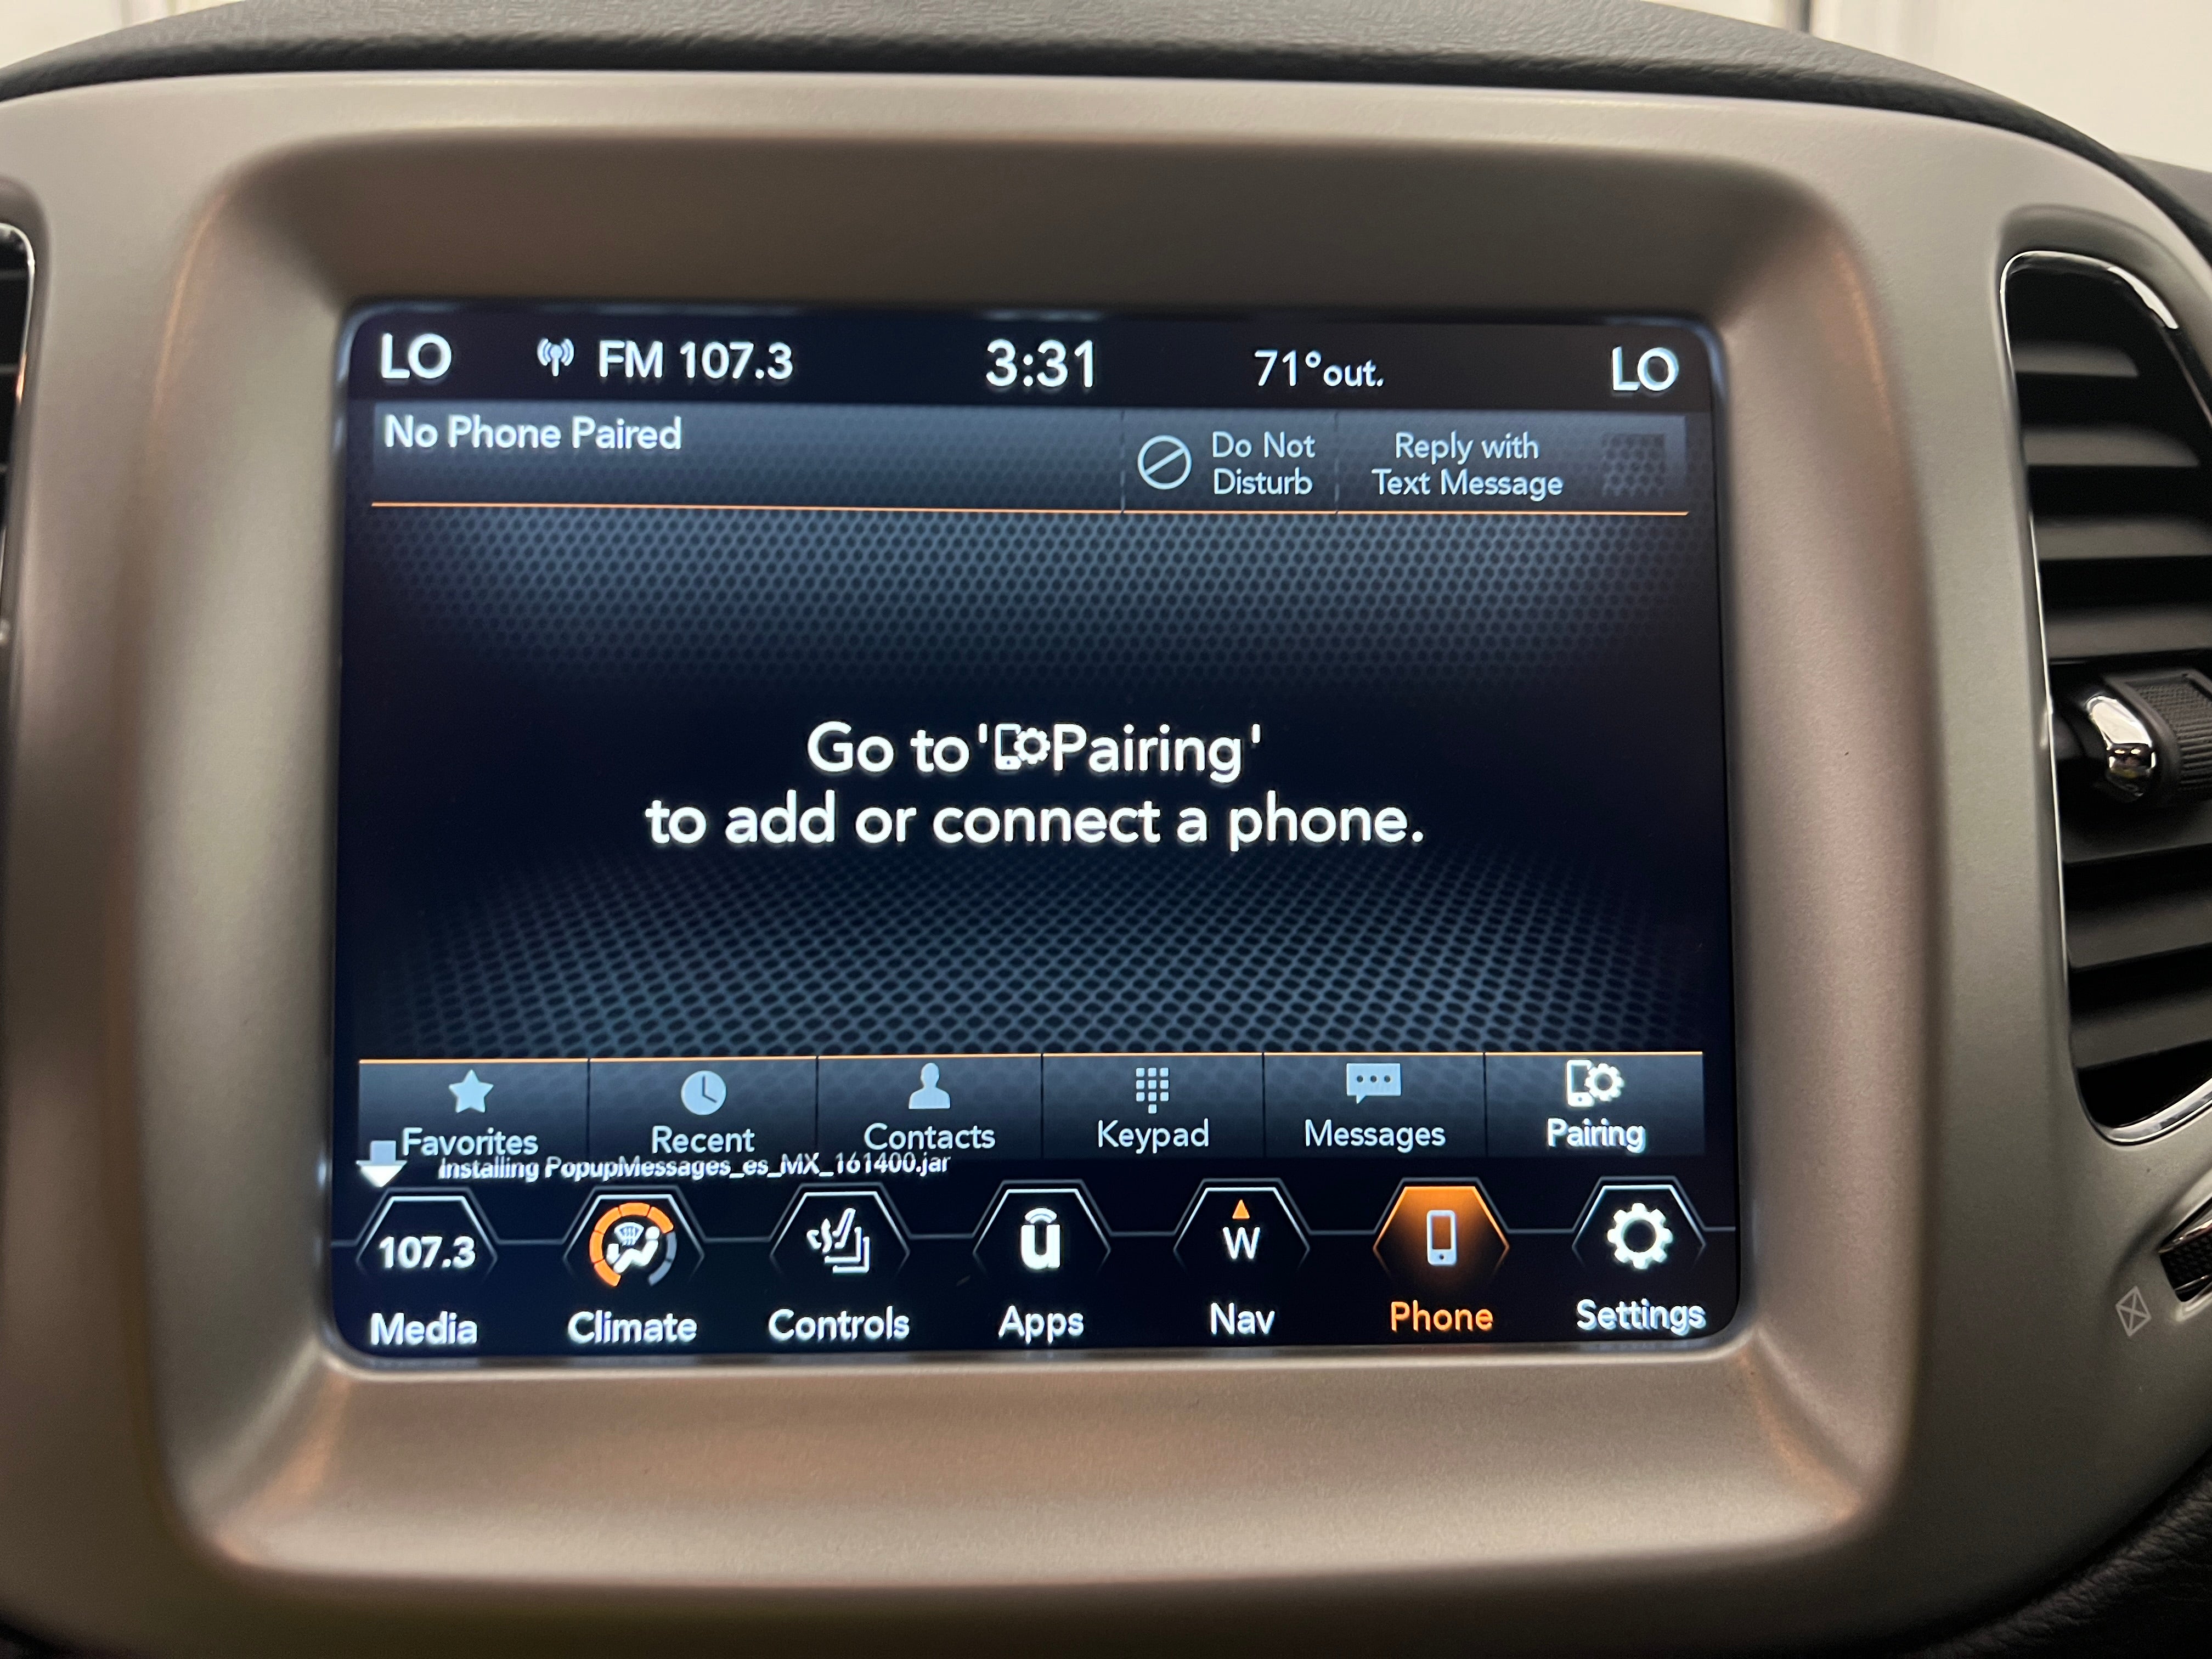 LO FM 107.3 3:31 71°out. LO
No Phone Paired
Do Not
Disturb
Reply with
Text Message
Go to 'Pairing'
to add or connect a phone.
Favorites Recent Contacts Keypad Messages Pairing
Installing PopupMessages_es_MX_161400.jar
107.3 u W
Media Climate Controls Apps Nav Phone Settings